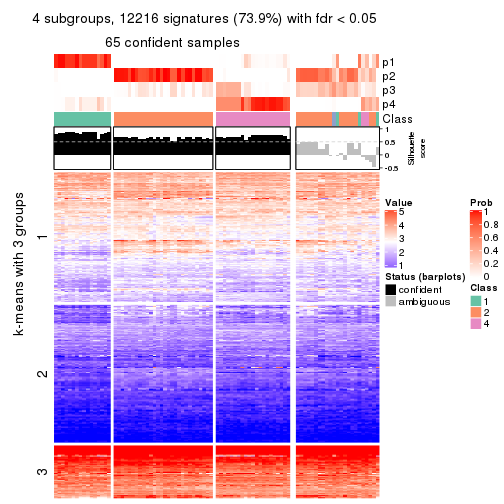 4 subgroups, 12216 signatures (73.9%) with fdr < 0.05
65 confident samples
p1
p2
p3
p4
Class
1
0.5
0
-0.5
Silhouette
score
k-means with 3 groups
1
2
3
Value
5
4
3
2
1
Status (barplots)
confident
ambiguous
Prob
1
0.8
0.6
0.4
0.2
0
Class
1
2
4